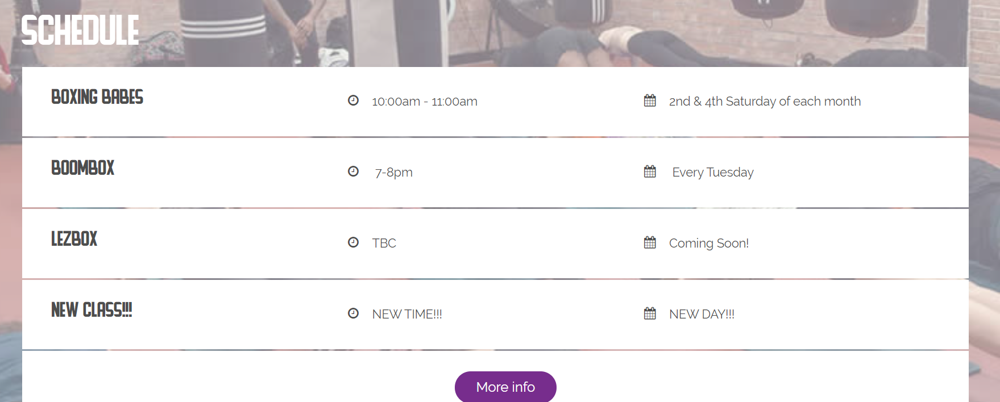 SCHEDULE
BOXING BABES 10:00am - 11:00am 2nd & 4th Saturday of each month
BOOMBOX 7-8pm Every Tuesday
LEZBOX TBC Coming Soon!
NEW CLASS!!! NEW TIME!!! NEW DAY!!!
More info